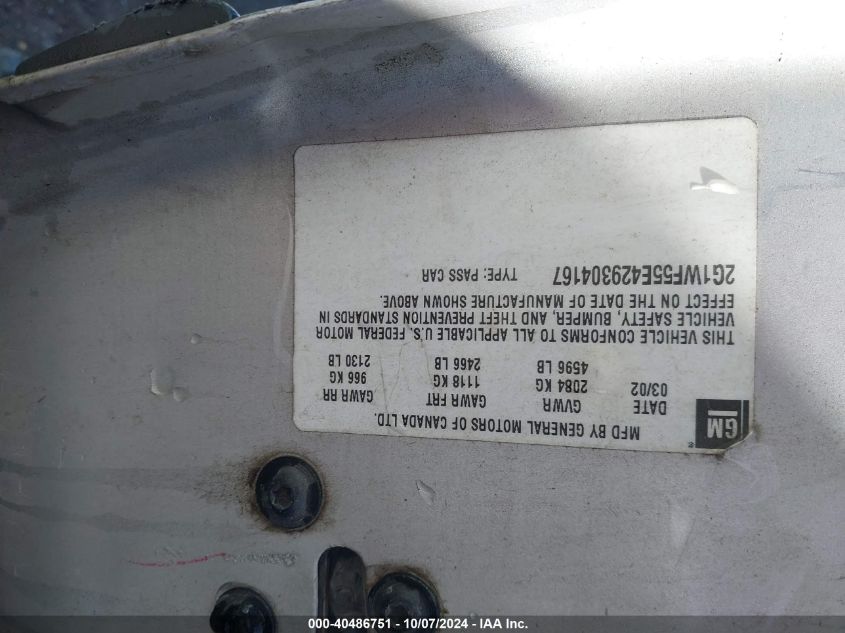 MFD BY GENERAL MOTORS OF CANADA LTD.
GM
DATE GVWR GAWR FRT GAWR RR
03/02 2084 KG 1118 KG 966 KG
4596 LB 2466 LB 2130 LB
THIS VEHICLE CONFORMS TO ALL APPLICABLE U.S. FEDERAL MOTOR
VEHICLE SAFETY, BUMPER, AND THEFT PREVENTION STANDARDS IN
EFFECT ON THE DATE OF MANUFACTURE SHOWN ABOVE.
2G1WF55E429304167 TYPE: PASS CAR
000-40486751 - 10/07/2024 - IAA Inc.